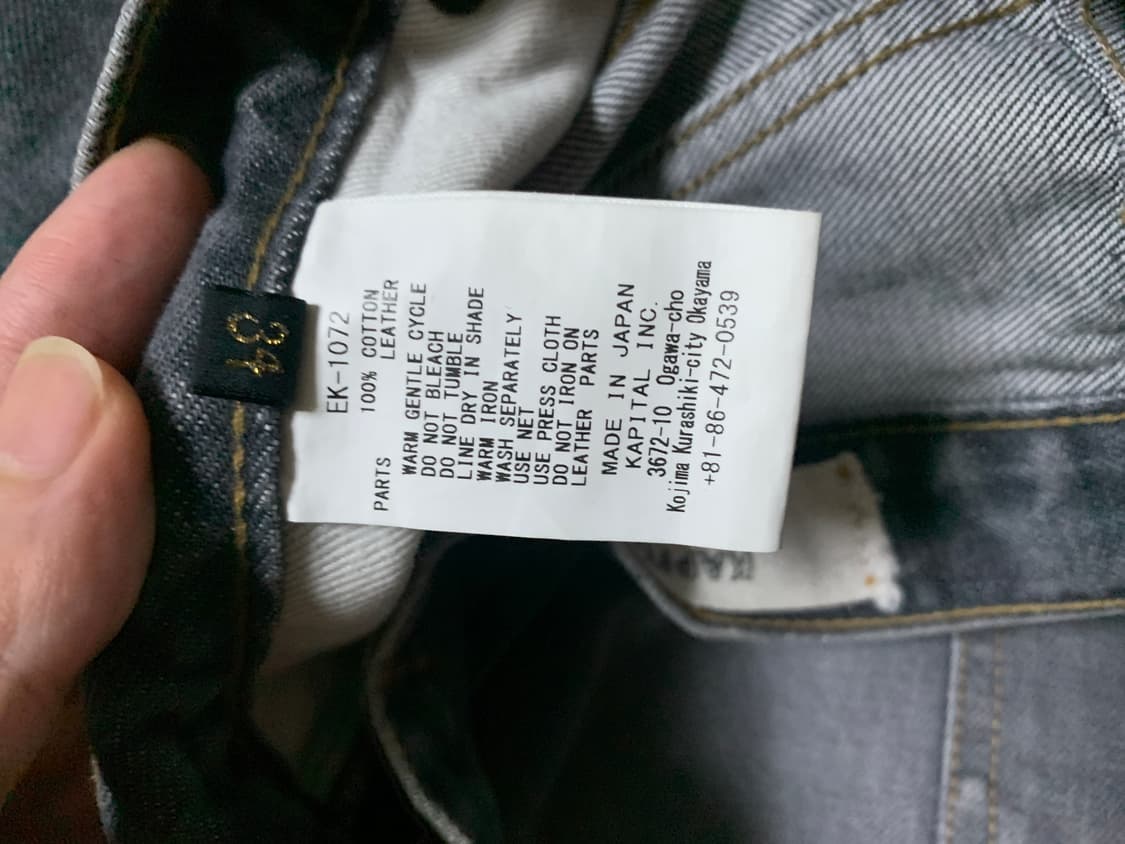 34
EK-1072
100% COTTON
PARTS LEATHER
WARM GENTLE CYCLE
DO NOT BLEACH
DO NOT TUMBLE
LINE DRY IN SHADE
WARM IRON
WASH SEPARATELY
USE NET
USE PRESS CLOTH
DO NOT IRON ON
LEATHER PARTS
MADE IN JAPAN
KAPITAL INC.
3672-10 Ogawa-cho
Kojima Kurashiki-city Okayama
+81-86-472-0539